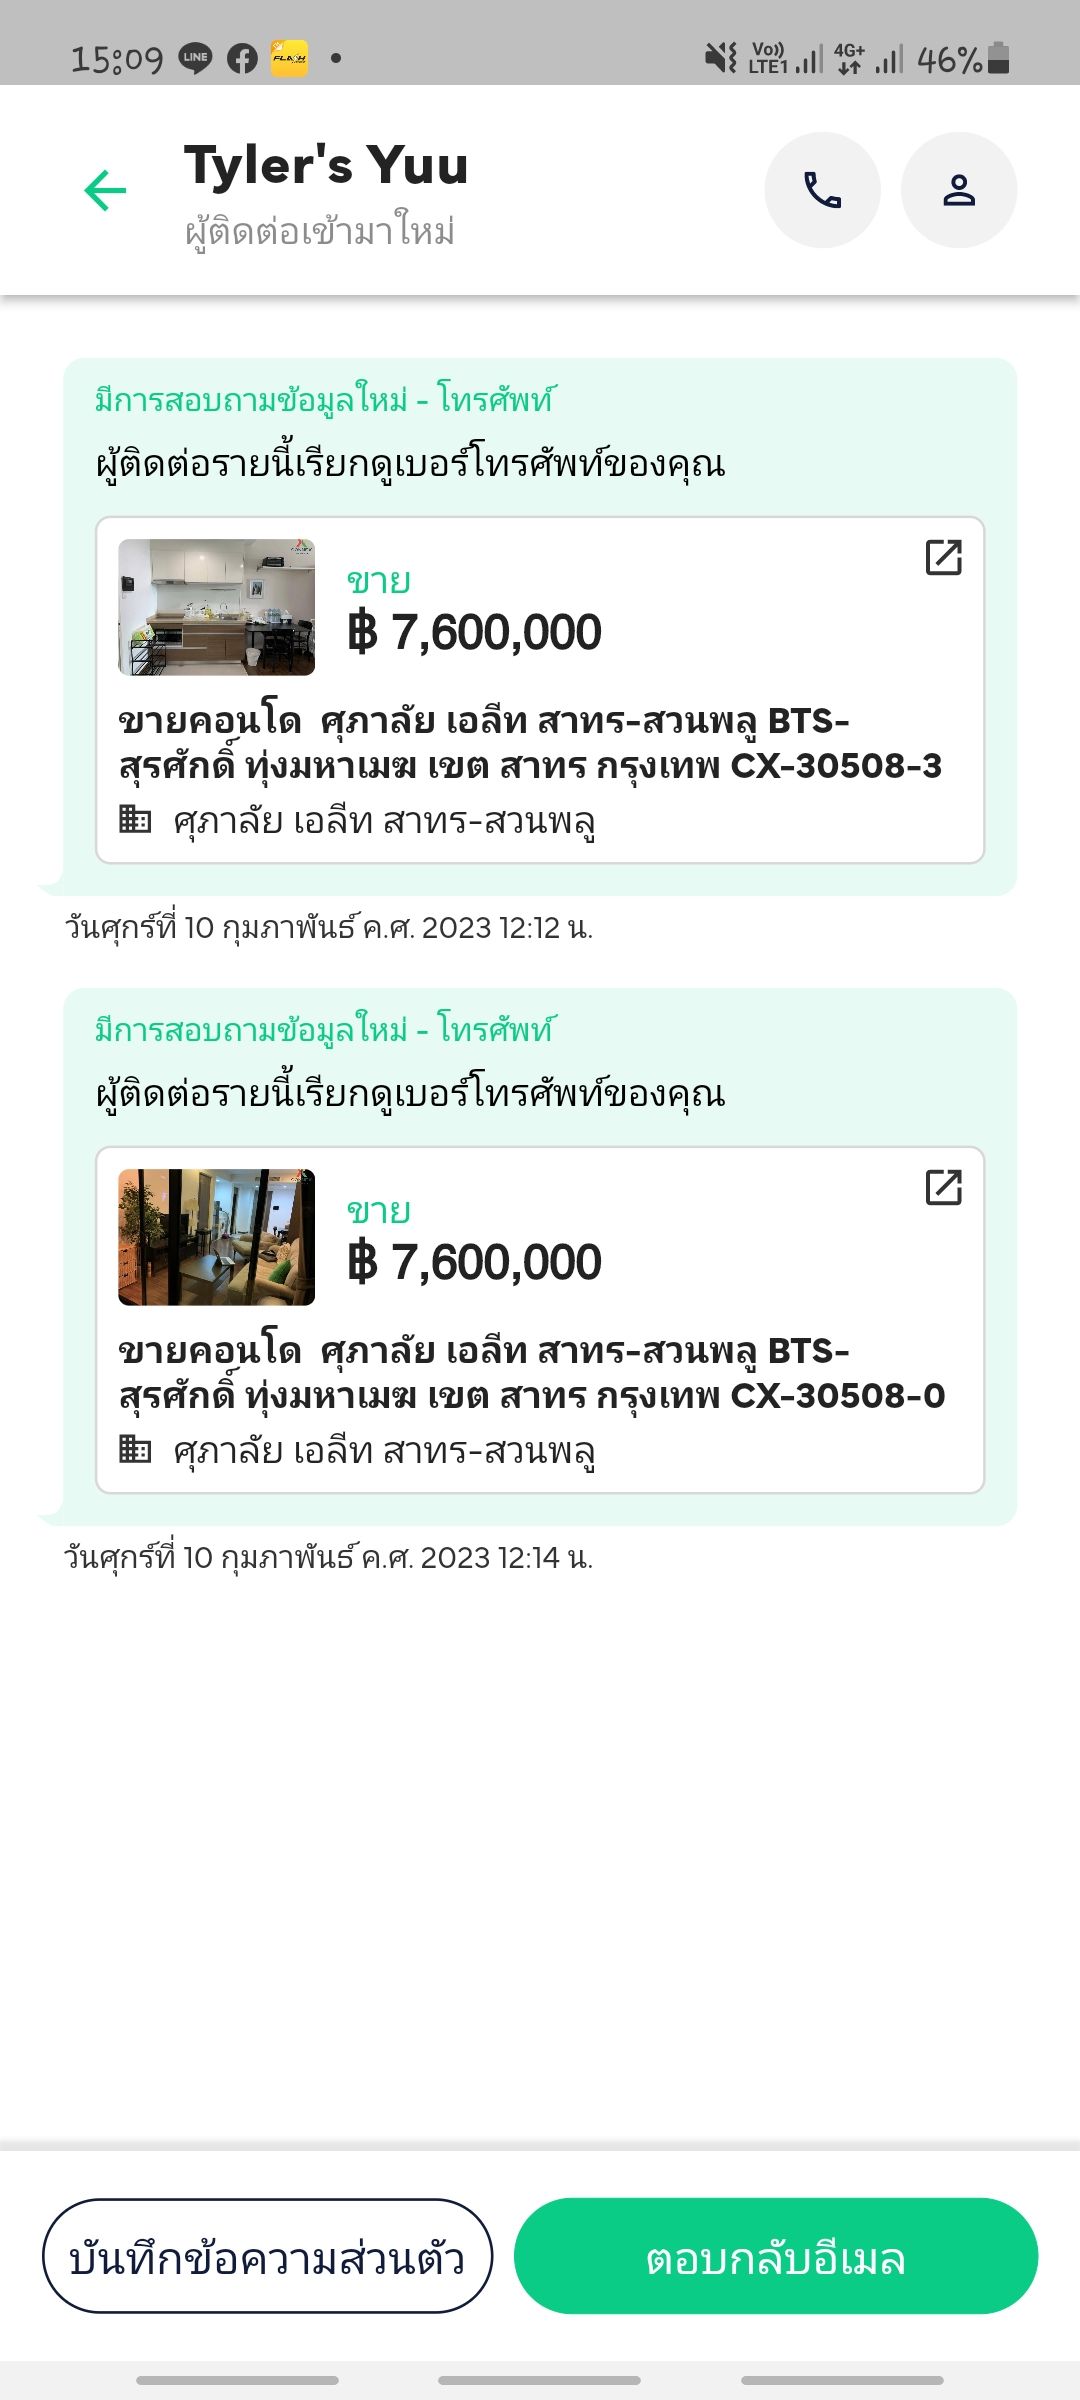 15:09 LINE FLASH Vo)) LTE1 4G+ 46%
Tyler's Yuu
ผู้ติดต่อเข้ามาใหม่
มีการสอบถามข้อมูลใหม่ - โทรศัพท์
ผู้ติดต่อรายนี้เรียกดูเบอร์โทรศัพท์ของคุณ
ขาย
฿ 7,600,000
ขายคอนโด ศุภาลัย เอลีท สาทร-สวนพลู BTS-
สุรศักดิ์ ทุ่งมหาเมฆ เขต สาทร กรุงเทพ CX-30508-3
ศุภาลัย เอลีท สาทร-สวนพลู
วันศุกร์ที่ 10 กุมภาพันธ์ ค.ศ. 2023 12:12 น.
มีการสอบถามข้อมูลใหม่ - โทรศัพท์
ผู้ติดต่อรายนี้เรียกดูเบอร์โทรศัพท์ของคุณ
ขาย
฿ 7,600,000
ขายคอนโด ศุภาลัย เอลีท สาทร-สวนพลู BTS-
สุรศักดิ์ ทุ่งมหาเมฆ เขต สาทร กรุงเทพ CX-30508-0
ศุภาลัย เอลีท สาทร-สวนพลู
วันศุกร์ที่ 10 กุมภาพันธ์ ค.ศ. 2023 12:14 น.
บันทึกข้อความส่วนตัว
ตอบกลับอีเมล